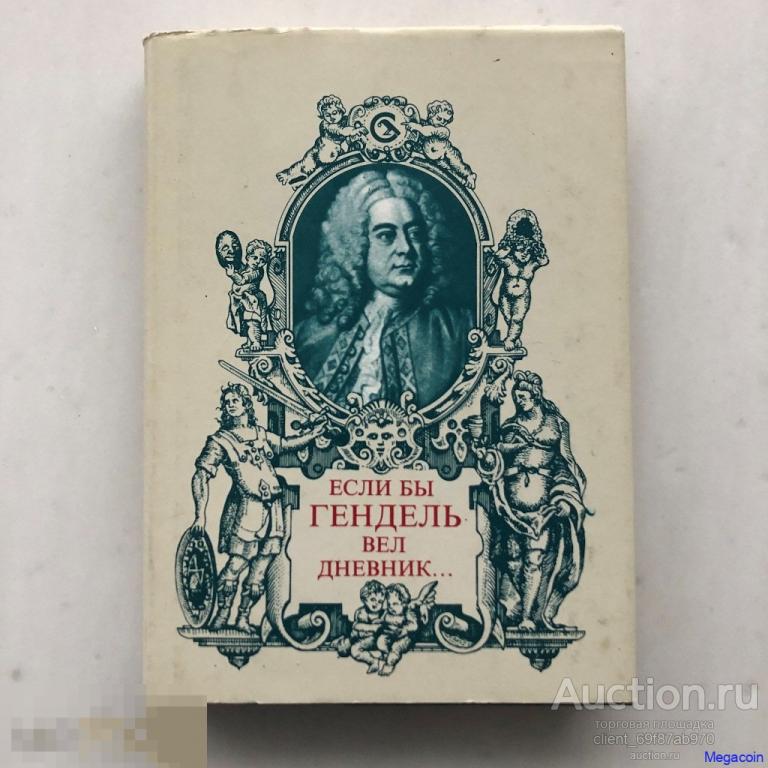 ЕСЛИ БЫ
ГЕНДЕЛЬ
ВЕЛ
ДНЕВНИК...
Auction.ru
торговая площадка
client_69f87ab970
auction.ru
Megacoin